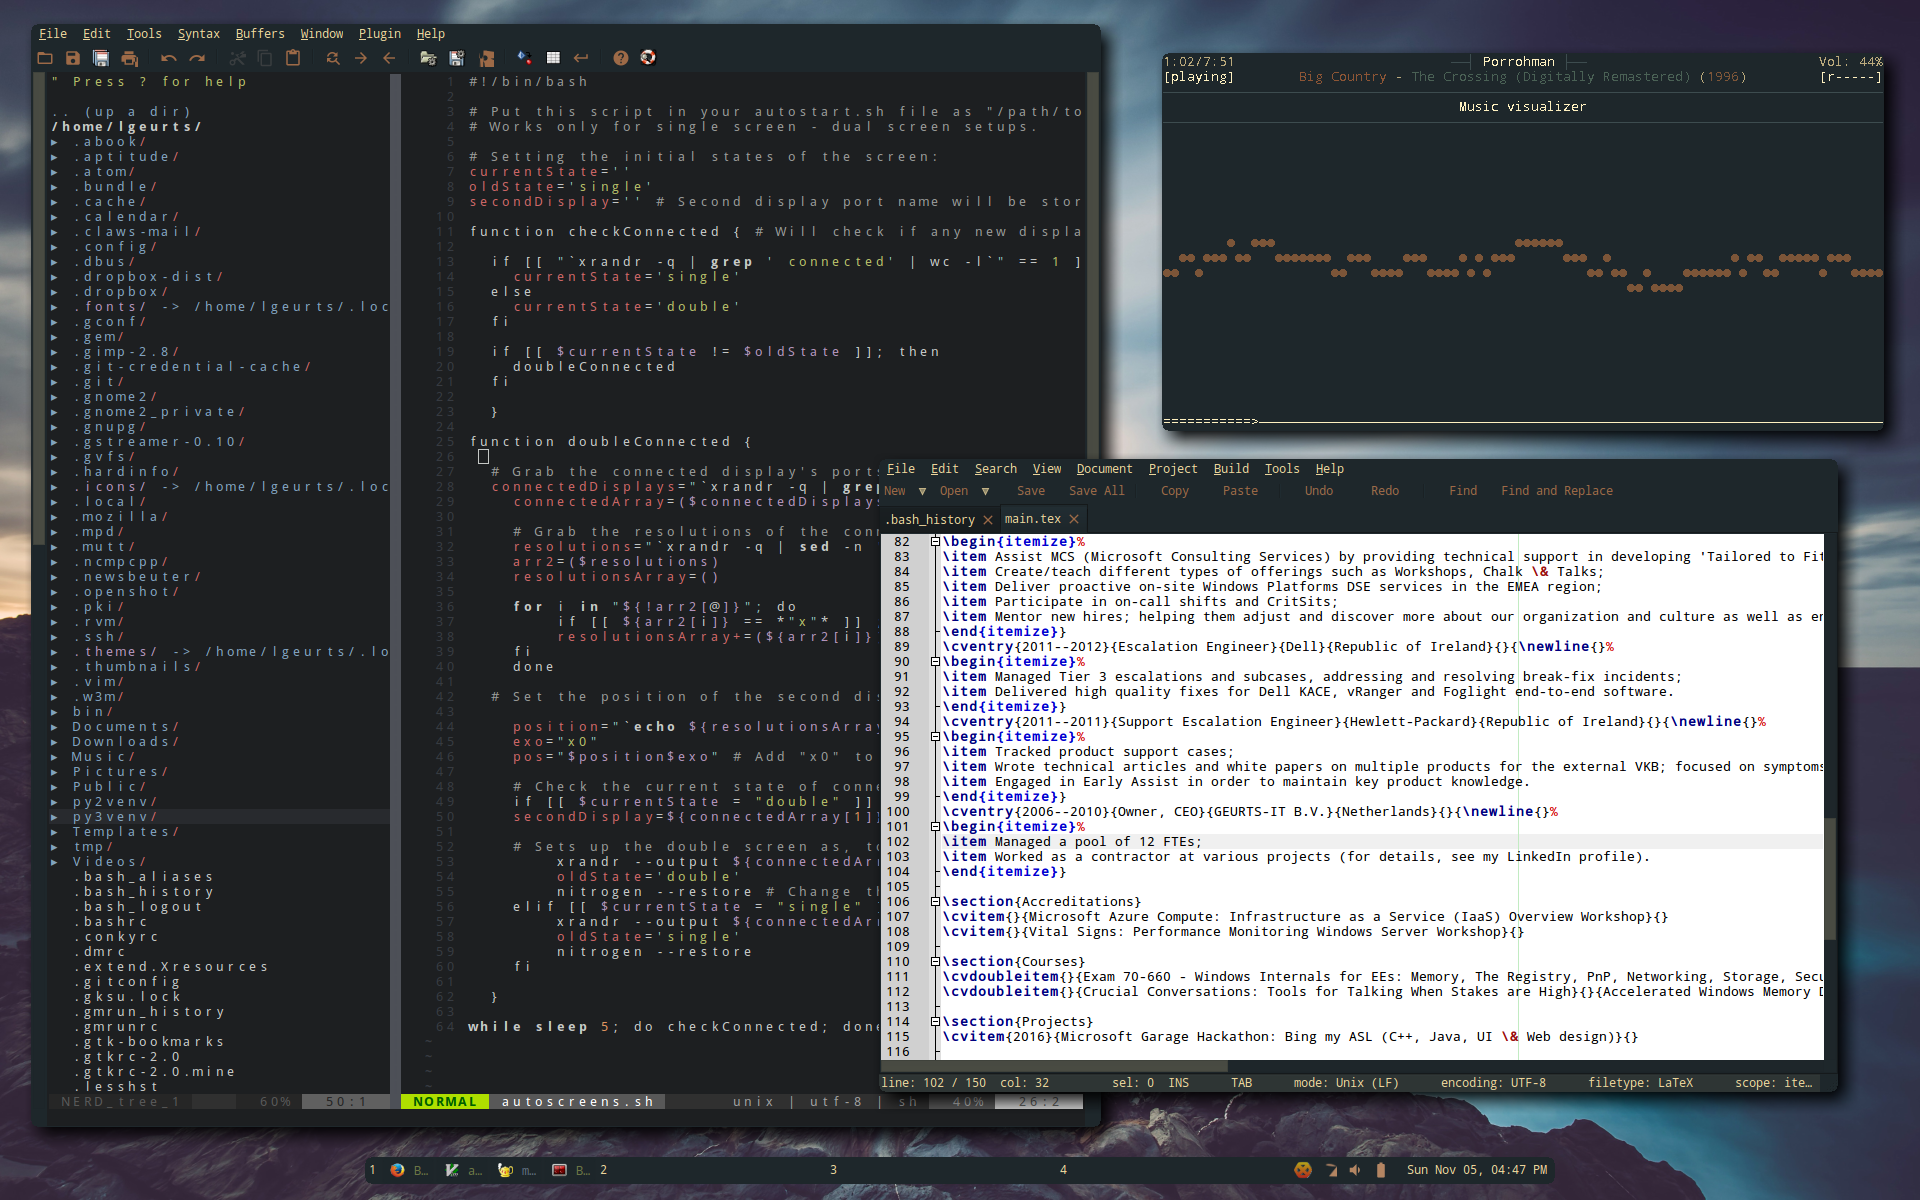 File Edit Tools Syntax Buffers Window Plugin Help
" Press ? for help
.. (up a dir)
/home/lgeurts/
▸ .abook/
▸ .aptitude/
▸ .atom/
▸ .bundle/
▸ .cache/
▸ .calendar/
▸ .claws-mail/
▸ .config/
▸ .dbus/
▸ .dropbox-dist/
▸ .dropbox/
▸ .fonts/ -> /home/lgeurts/.loc
▸ .gconf/
▸ .gem/
▸ .gimp-2.8/
▸ .git-credential-cache/
▸ .git/
▸ .gnome2/
▸ .gnome2_private/
▸ .gnupg/
▸ .gstreamer-0.10/
▸ .gvfs/
▸ .hardinfo/
▸ .icons/ -> /home/lgeurts/.loc
▸ .local/
▸ .mozilla/
▸ .mpd/
▸ .mutt/
▸ .ncmpcpp/
▸ .newsbeuter/
▸ .openshot/
▸ .pki/
▸ .rvm/
▸ .ssh/
▸ .themes/ -> /home/lgeurts/.lo
▸ .thumbnails/
▸ .vim/
▸ .w3m/
▸ bin/
▸ Documents/
▸ Downloads/
▸ Music/
▸ Pictures/
▸ Public/
▸ py2venv/
▸ py3venv/
▸ Templates/
▸ tmp/
▸ Videos/
.bash_aliases
.bash_history
.bash_logout
.bashrc
.conkyrc
.dmrc
.extend.Xresources
.gitconfig
.gksu.lock
.gmrun_history
.gmrunrc
.gtk-bookmarks
.gtkrc-2.0
.gtkrc-2.0.mine
.lesshst
NERD_tree_1 60% 50:1
1 #!/bin/bash
2
3 # Put this script in your autostart.sh file as "/path/to
4 # Works only for single screen - dual screen setups.
5
6 # Setting the initial states of the screen:
7 currentState=''
8 oldState='single'
9 secondDisplay='' # Second display port name will be stor
10
11 function checkConnected { # Will check if any new displa
12
13 if [[ "`xrandr -q | grep ' connected' | wc -l`" == 1 ]
14 currentState='single'
15 else
16 currentState='double'
17 fi
18
19 if [[ $currentState != $oldState ]]; then
20 doubleConnected
21 fi
22
23 }
24
25 function doubleConnected {
26
27 # Grab the connected display's ports
28 connectedDisplays="`xrandr -q | grep
29 connectedArray=($connectedDisplays
30
31 # Grab the resolutions of the con
32 resolutions="`xrandr -q | sed -n
33 arr2=($resolutions)
34 resolutionsArray=()
35
36 for i in "${!arr2[@]}"; do
37 if [[ ${arr2[i]} == *"x"* ]]
38 resolutionsArray+=(${arr2[i]}
39 fi
40 done
41
42 # Set the position of the second dis
43
44 position="`echo ${resolutionsArray
45 exo="x0"
46 pos="$position$exo" # Add "x0" to
47
48 # Check the current state of conne
49 if [[ $currentState = "double" ]]
50 secondDisplay=${connectedArray[1]}
51
52 # Sets up the double screen as, to
53 xrandr --output ${connectedAr
54 oldState='double'
55 nitrogen --restore # Change th
56 elif [[ $currentState = "single"
57 xrandr --output ${connectedAr
58 oldState='single'
59 nitrogen --restore
60 fi
61
62 }
63
64 while sleep 5; do checkConnected; done
~
~
~
~
NORMAL autoscreens.sh unix | utf-8 | sh 40% 26:2
1:02/7:51 Porrohman Vol: 44%
[playing] Big Country - The Crossing (Digitally Remastered) (1996) [r-----]
Music visualizer
===========>
File Edit Search View Document Project Build Tools Help
New Open Save Save All Copy Paste Undo Redo Find Find and Replace
.bash_history main.tex
82 \begin{itemize}%
83 \item Assist MCS (Microsoft Consulting Services) by providing technical support in developing 'Tailored to Fit
84 \item Create/teach different types of offerings such as Workshops, Chalk \& Talks;
85 \item Deliver proactive on-site Windows Platforms DSE services in the EMEA region;
86 \item Participate in on-call shifts and CritSits;
87 \item Mentor new hires; helping them adjust and discover more about our organization and culture as well as en
88 \end{itemize}}
89 \cventry{2011--2012}{Escalation Engineer}{Dell}{Republic of Ireland}{}{\newline{}%
90 \begin{itemize}%
91 \item Managed Tier 3 escalations and subcases, addressing and resolving break-fix incidents;
92 \item Delivered high quality fixes for Dell KACE, vRanger and Foglight end-to-end software.
93 \end{itemize}}
94 \cventry{2011--2011}{Support Escalation Engineer}{Hewlett-Packard}{Republic of Ireland}{}{\newline{}%
95 \begin{itemize}%
96 \item Tracked product support cases;
97 \item Wrote technical articles and white papers on multiple products for the external VKB; focused on symptoms
98 \item Engaged in Early Assist in order to maintain key product knowledge.
99 \end{itemize}}
100 \cventry{2006--2010}{Owner, CEO}{GEURTS-IT B.V.}{Netherlands}{}{\newline{}%
101 \begin{itemize}%
102 \item Managed a pool of 12 FTEs;
103 \item Worked as a contractor at various projects (for details, see my LinkedIn profile).
104 \end{itemize}}
105
106 \section{Accreditations}
107 \cvitem{}{Microsoft Azure Compute: Infrastructure as a Service (IaaS) Overview Workshop}{}
108 \cvitem{}{Vital Signs: Performance Monitoring Windows Server Workshop}{}
109
110 \section{Courses}
111 \cvdoubleitem{}{Exam 70-660 - Windows Internals for EEs: Memory, The Registry, PnP, Networking, Storage, Secu
112 \cvdoubleitem{}{Crucial Conversations: Tools for Talking When Stakes are High}{}{Accelerated Windows Memory D
113
114 \section{Projects}
115 \cvitem{2016}{Microsoft Garage Hackathon: Bing my ASL (C++, Java, UI \& Web design)}{}
116
line: 102 / 150 col: 32 sel: 0 INS TAB mode: Unix (LF) encoding: UTF-8 filetype: LaTeX scope: ite...
1 B... a... m... B... 2 3 4 Sun Nov 05, 04:47 PM